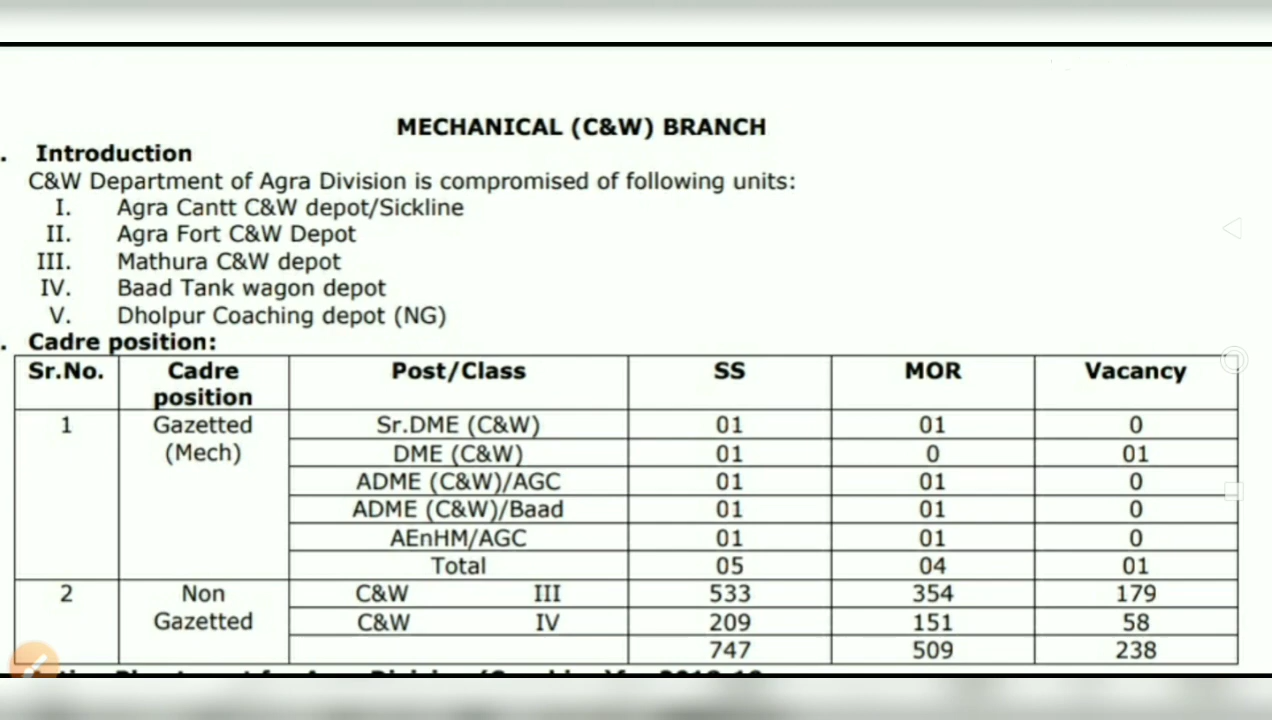 MECHANICAL (C&W) BRANCH
. Introduction
C&W Department of Agra Division is compromised of following units:
I. Agra Cantt C&W depot/Sickline
II. Agra Fort C&W Depot
III. Mathura C&W depot
IV. Baad Tank wagon depot
V. Dholpur Coaching depot (NG)
. Cadre position:
Sr.No. Cadre position Post/Class SS MOR Vacancy
1 Gazetted (Mech) Sr.DME (C&W) 01 01 0
DME (C&W) 01 0 01
ADME (C&W)/AGC 01 01 0
ADME (C&W)/Baad 01 01 0
AEnHM/AGC 01 01 0
Total 05 04 01
2 Non Gazetted C&W III 533 354 179
C&W IV 209 151 58
747 509 238